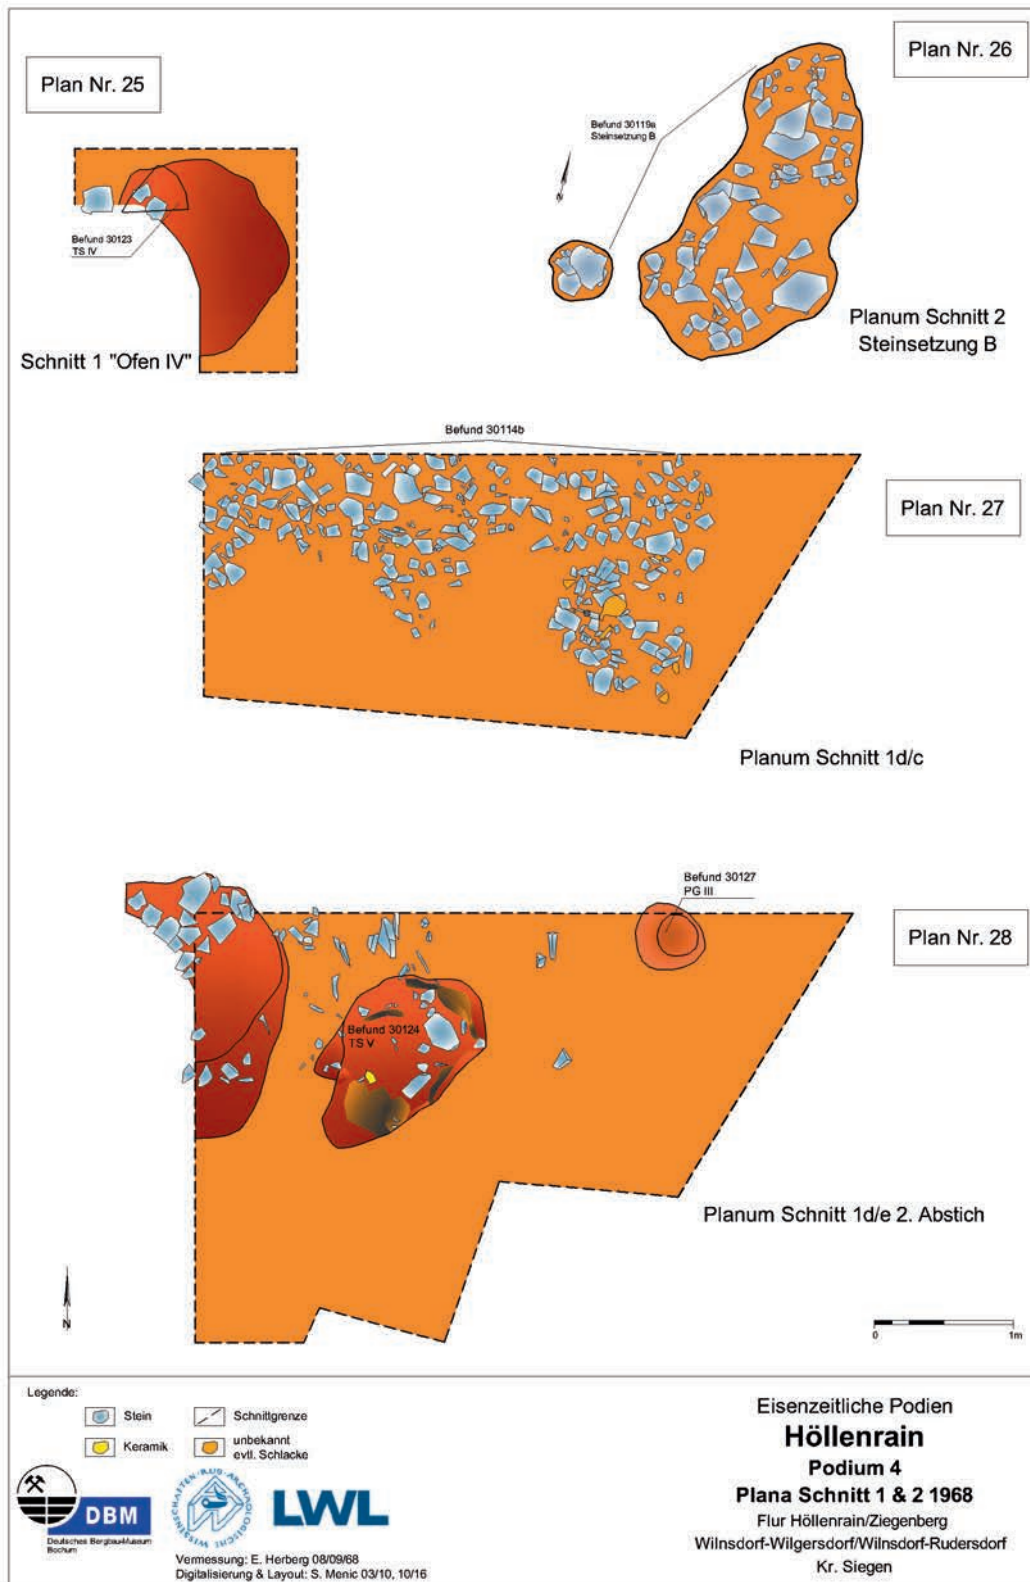 Plan Nr. 25
Plan Nr. 26
Befund 30119a
Steinsetzung B
N
Befund 30123
TS IV
Schnitt 1 "Ofen IV"
Planum Schnitt 2
Steinsetzung B
Befund 30114b
Plan Nr. 27
Planum Schnitt 1d/c
Befund 30127
PG III
Plan Nr. 28
Befund 30124
TS V
Planum Schnitt 1d/e 2. Abstich
N
0 1m
Legende:
Stein
Schnittgrenze
Keramik
unbekannt
evtl. Schlacke
DBM
Deutsches Bergbau-Museum
Bochum
LWL
Vermessung: E. Herberg 08/09/68
Digitalisierung & Layout: S. Menic 03/10, 10/16
Eisenzeitliche Podien
Höllenrain
Podium 4
Plana Schnitt 1 & 2 1968
Flur Höllenrain/Ziegenberg
Wilnsdorf-Wilgersdorf/Wilnsdorf-Rudersdorf
Kr. Siegen